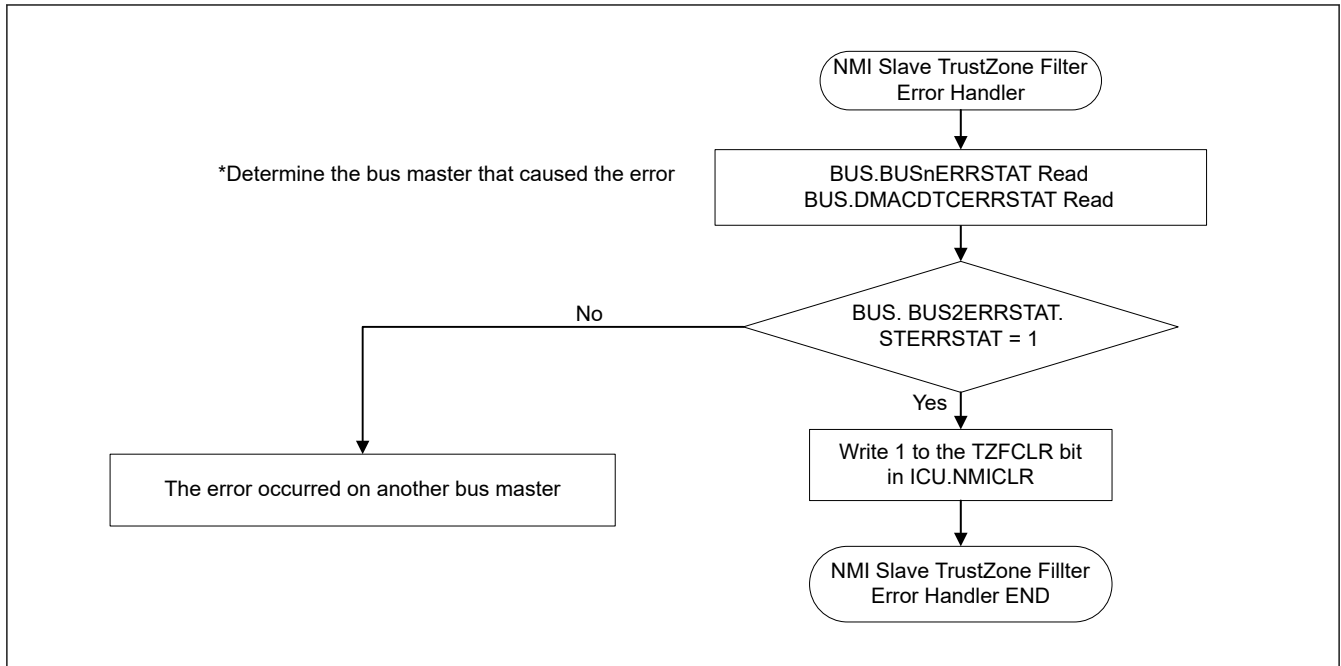 NMI Slave TrustZone Filter
Error Handler
*Determine the bus master that caused the error
BUS.BUSnERRSTAT Read
BUS.DMACDTCERRSTAT Read
No
BUS. BUS2ERRSTAT.
STERRSTAT = 1
Yes
Write 1 to the TZFCLR bit
in ICU.NMICLR
The error occurred on another bus master
NMI Slave TrustZone Fillter
Error Handler END